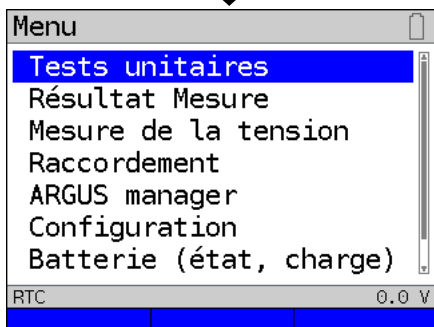 Menu
Tests unitaires
Résultat Mesure
Mesure de la tension
Raccordement
ARGUS manager
Configuration
Batterie (état, charge)
RTC 0.0 V